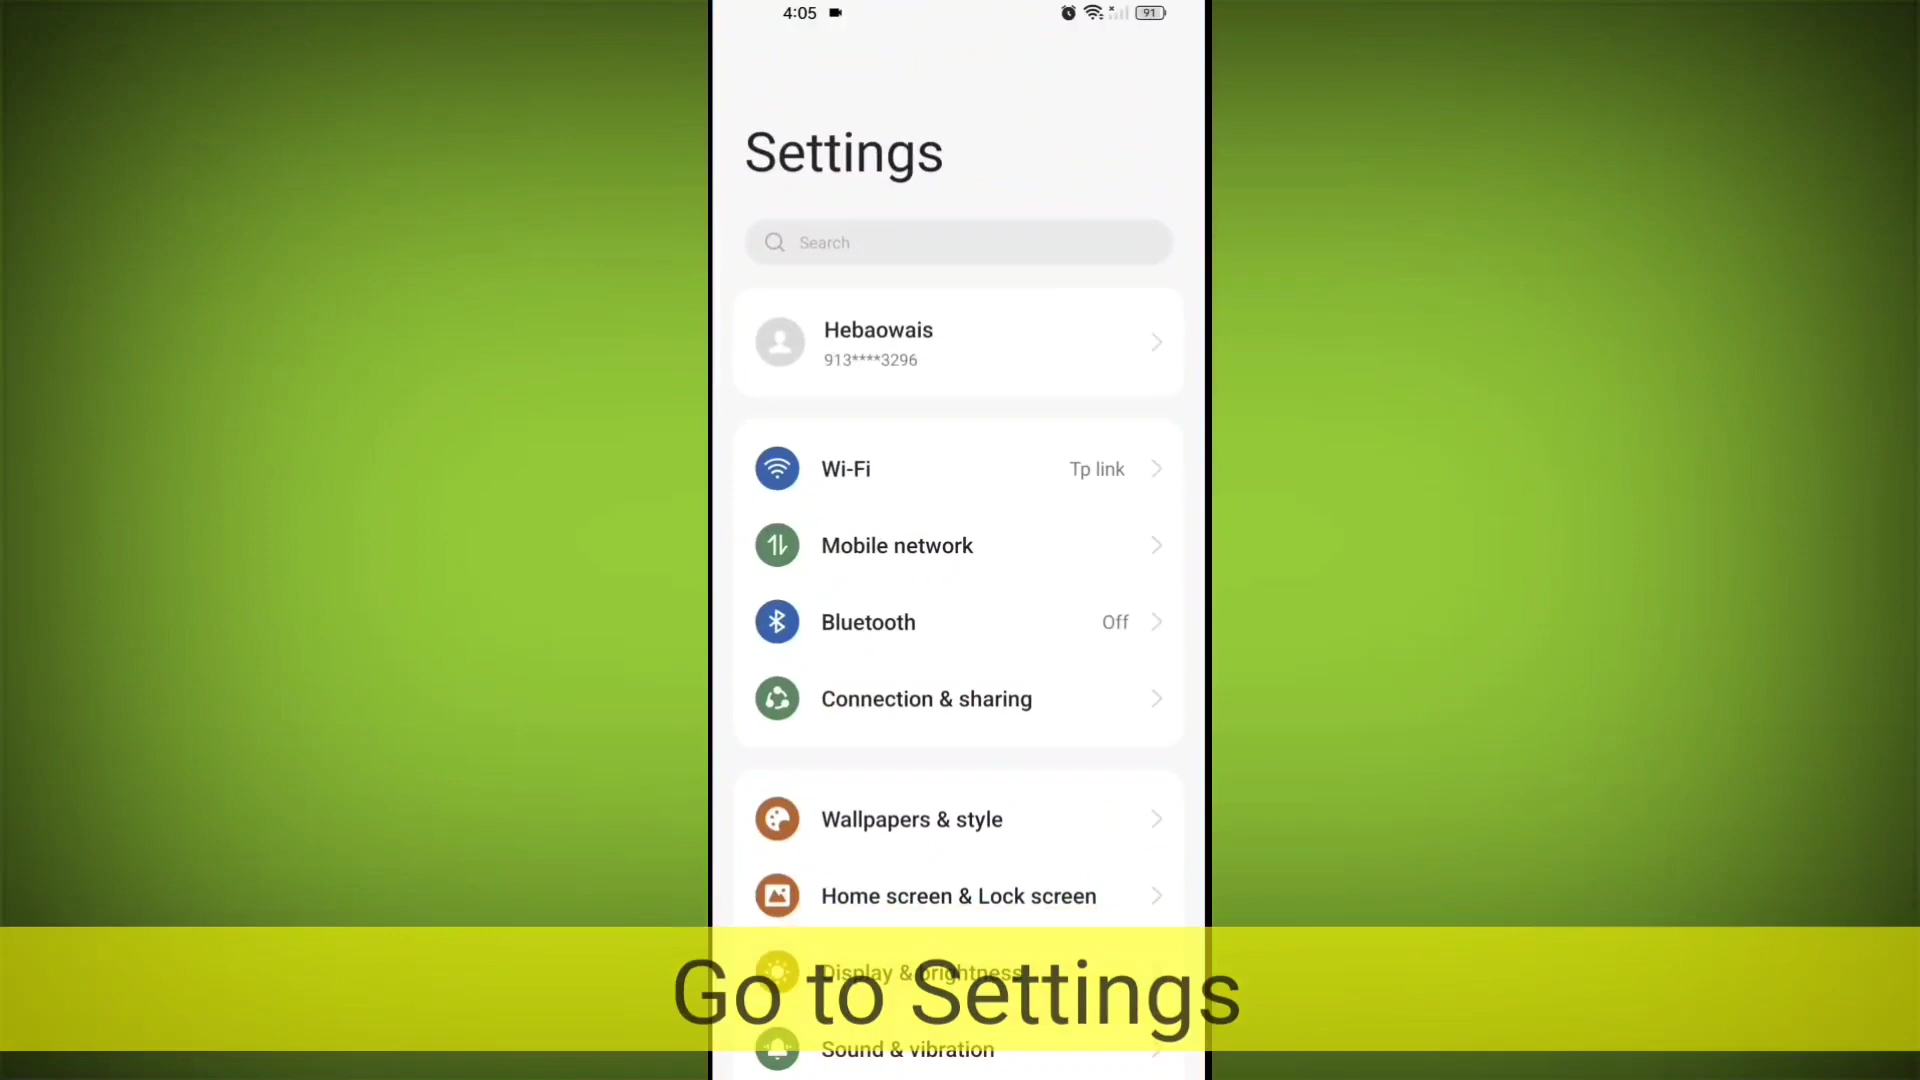 4:05
91
Settings
Search
Hebaowais
913****3296
Wi-Fi Tp link
Mobile network
Bluetooth Off
Connection & sharing
Wallpapers & style
Home screen & Lock screen
Display & brightness
Go to Settings
Sound & vibration